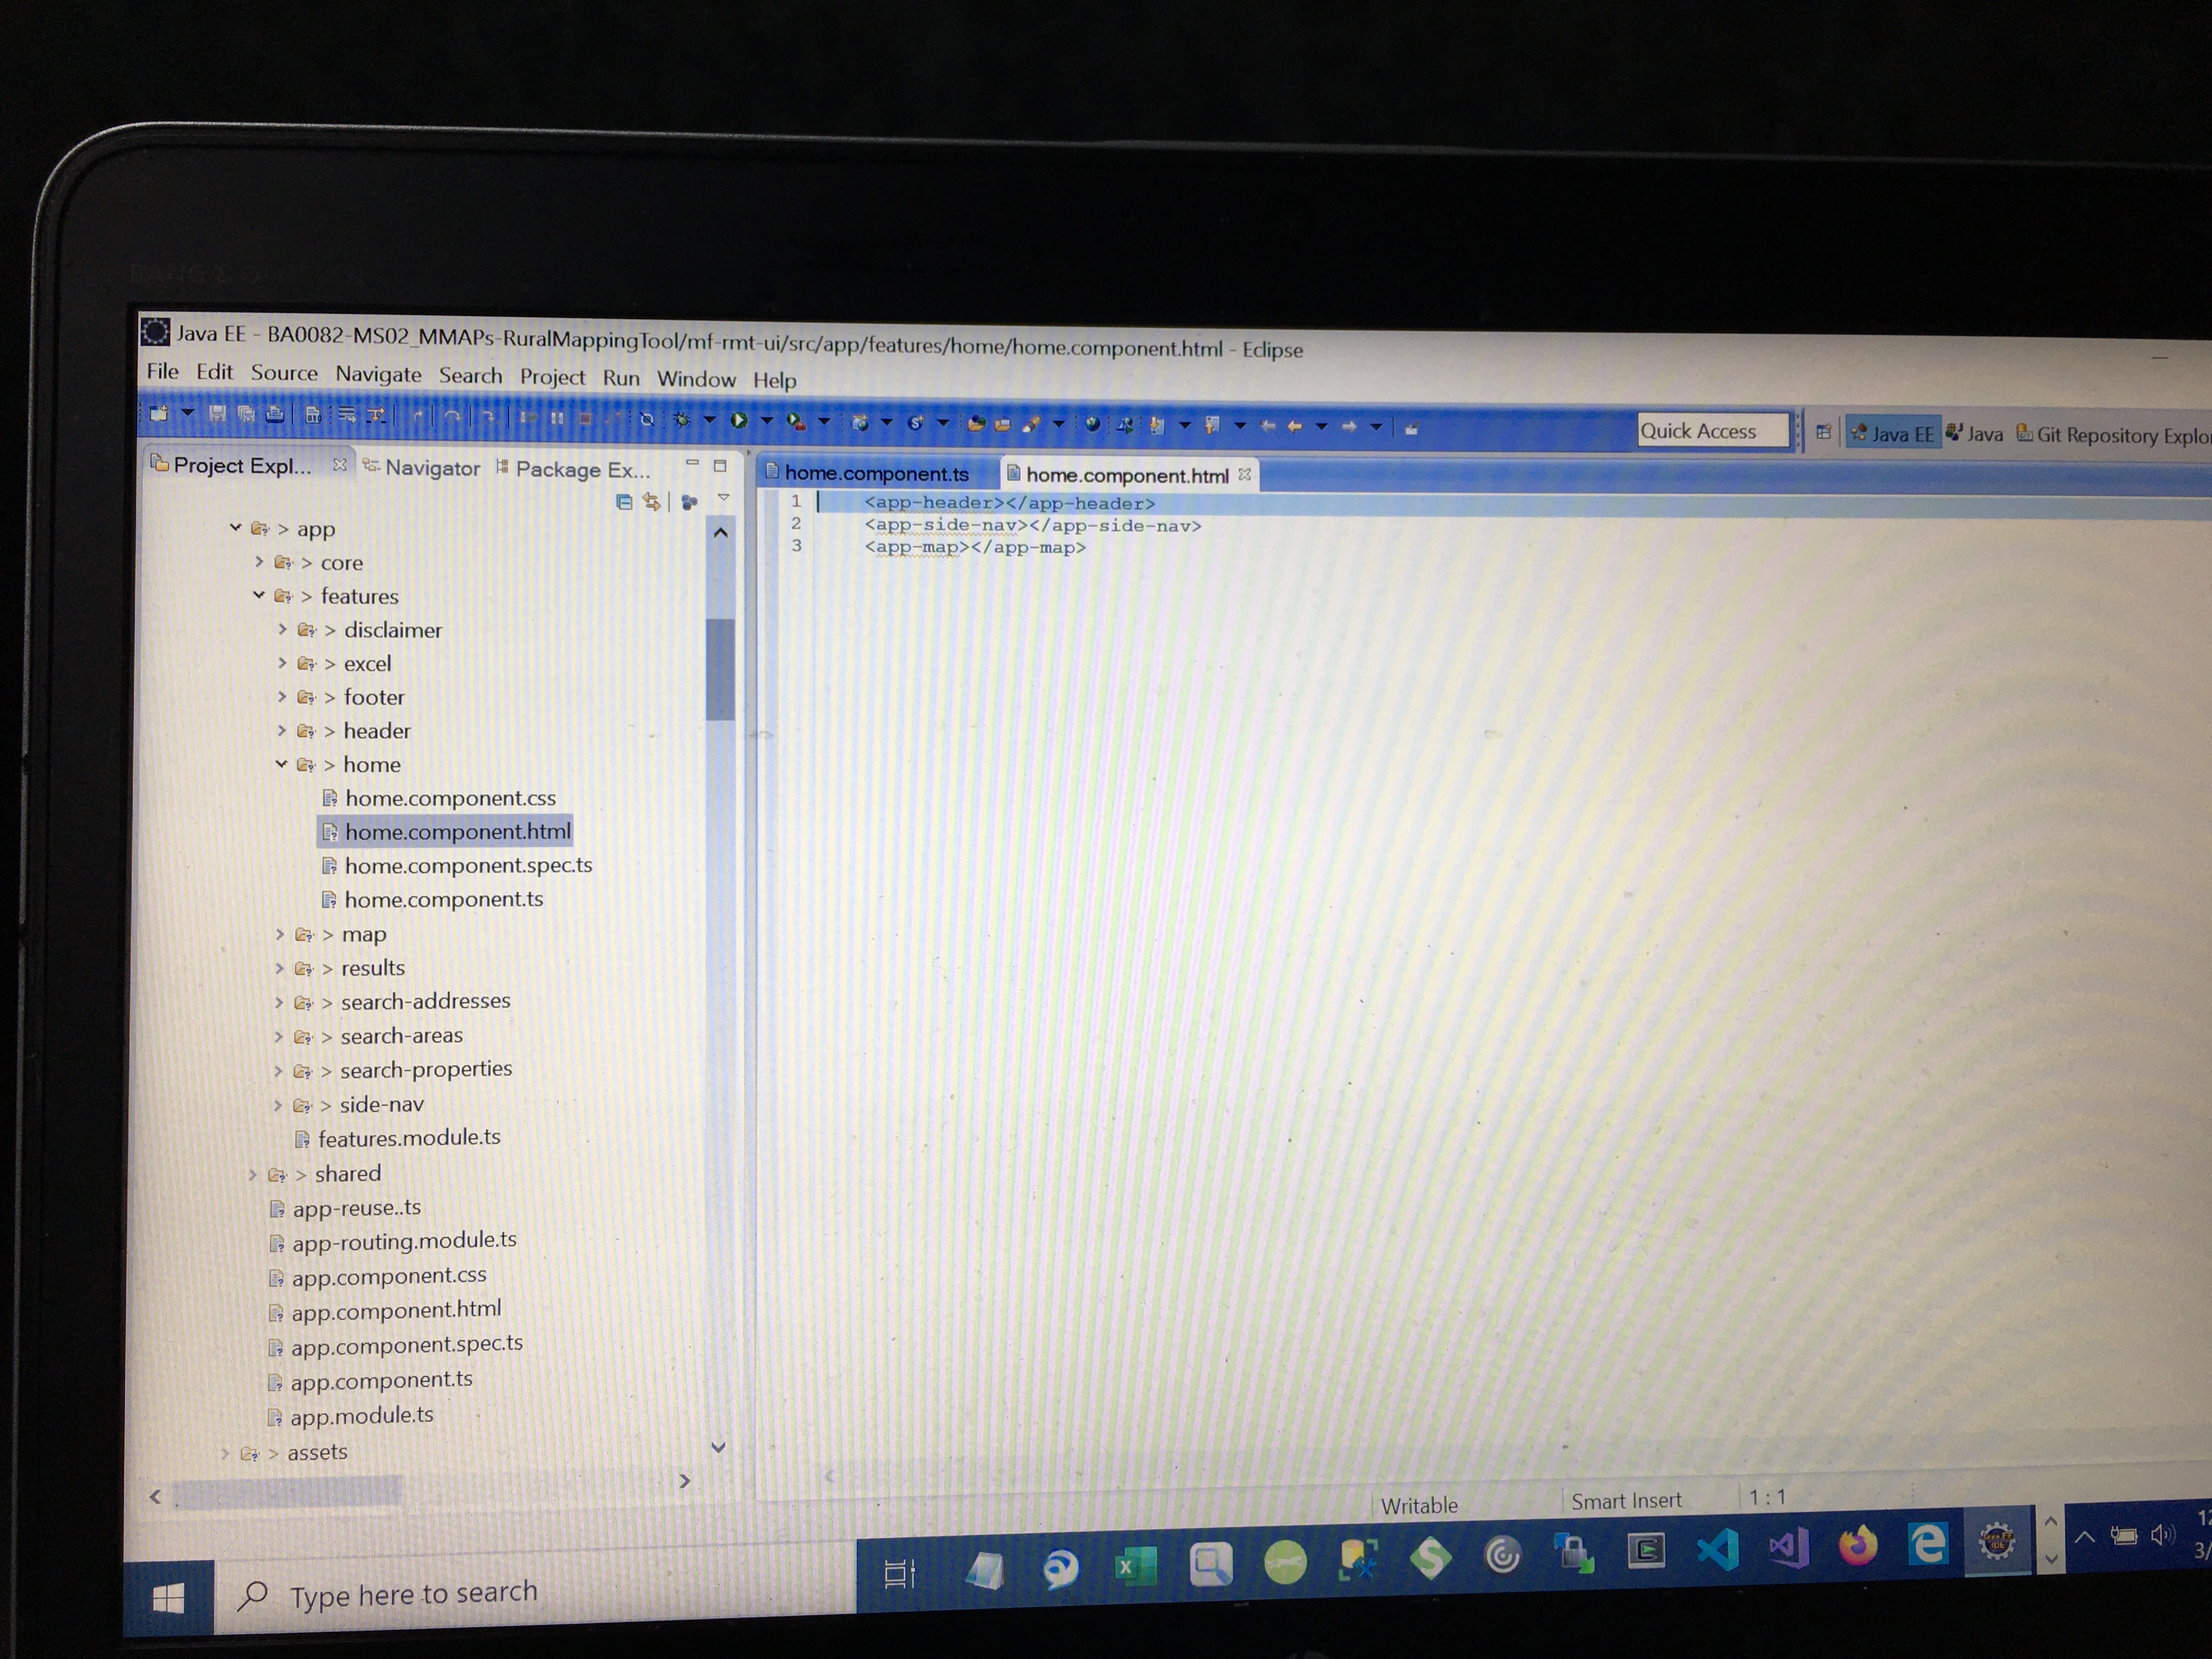 Java EE - BA0082-MS02_MMAPs-RuralMappingTool/mf-rmt-ui/src/app/features/home/home.component.html - Eclipse
File Edit Source Navigate Search Project Run Window Help
Quick Access
Java EE
Java
Git Repository Explor
Project Expl...
Navigator
Package Ex...
home.component.ts
home.component.html
1 <app-header></app-header>
2 <app-side-nav></app-side-nav>
3 <app-map></app-map>
> app
> core
> features
> disclaimer
> excel
> footer
> header
> home
home.component.css
home.component.html
home.component.spec.ts
home.component.ts
> map
> results
> search-addresses
> search-areas
> search-properties
> side-nav
features.module.ts
> shared
app-reuse..ts
app-routing.module.ts
app.component.css
app.component.html
app.component.spec.ts
app.component.ts
app.module.ts
> assets
Writable
Smart Insert
1 : 1
Type here to search
12
3/